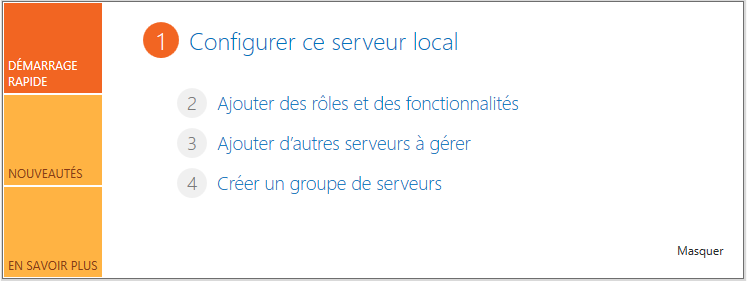 DÉMARRAGE
RAPIDE
NOUVEAUTÉS
EN SAVOIR PLUS
1 Configurer ce serveur local
2 Ajouter des rôles et des fonctionnalités
3 Ajouter d’autres serveurs à gérer
4 Créer un groupe de serveurs
Masquer